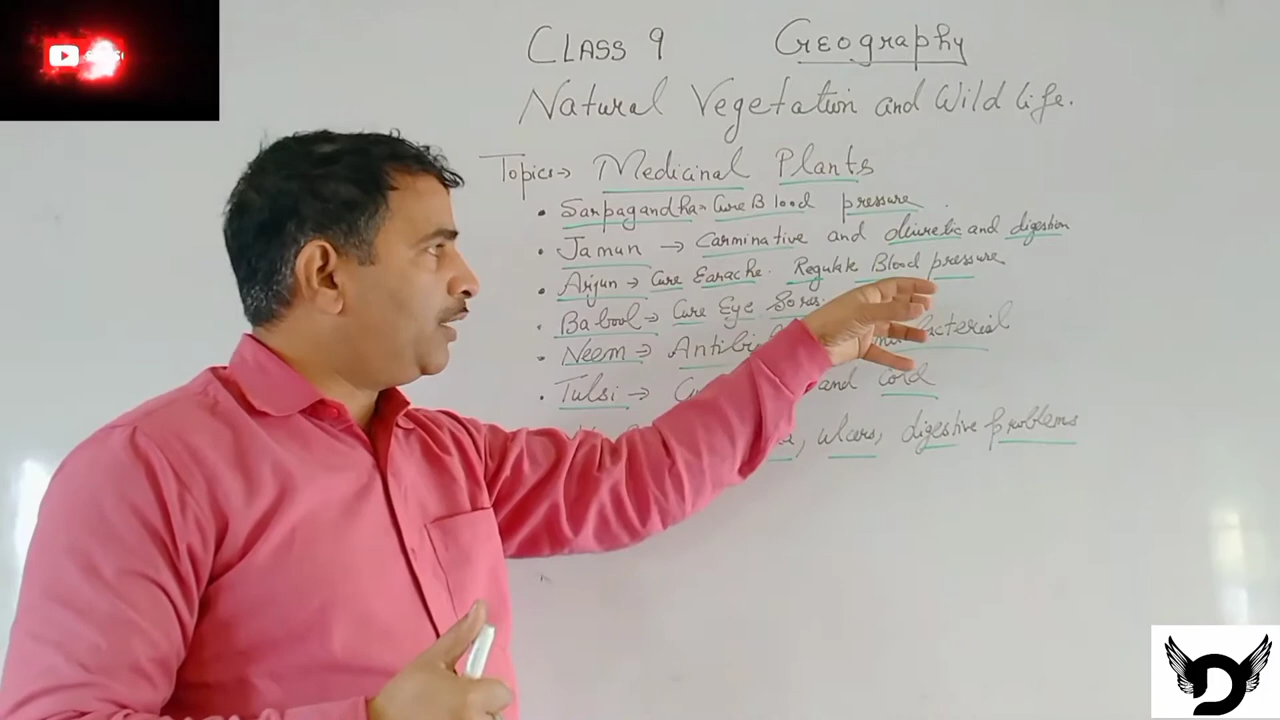 CLASS 9 Geography
Natural Vegetation and Wild life.
Topic→ Medicinal Plants
• Sarpagandha - Cure Blood pressure
• Jamun → Carminative and diuretic and digestion
• Arjun → Cure Earache. Regulate Blood pressure
• Babool → Cure Eye Sores.
• Neem → Antibi bacterial
• Tulsi → and Cold
, ulcers, digestive problems
D